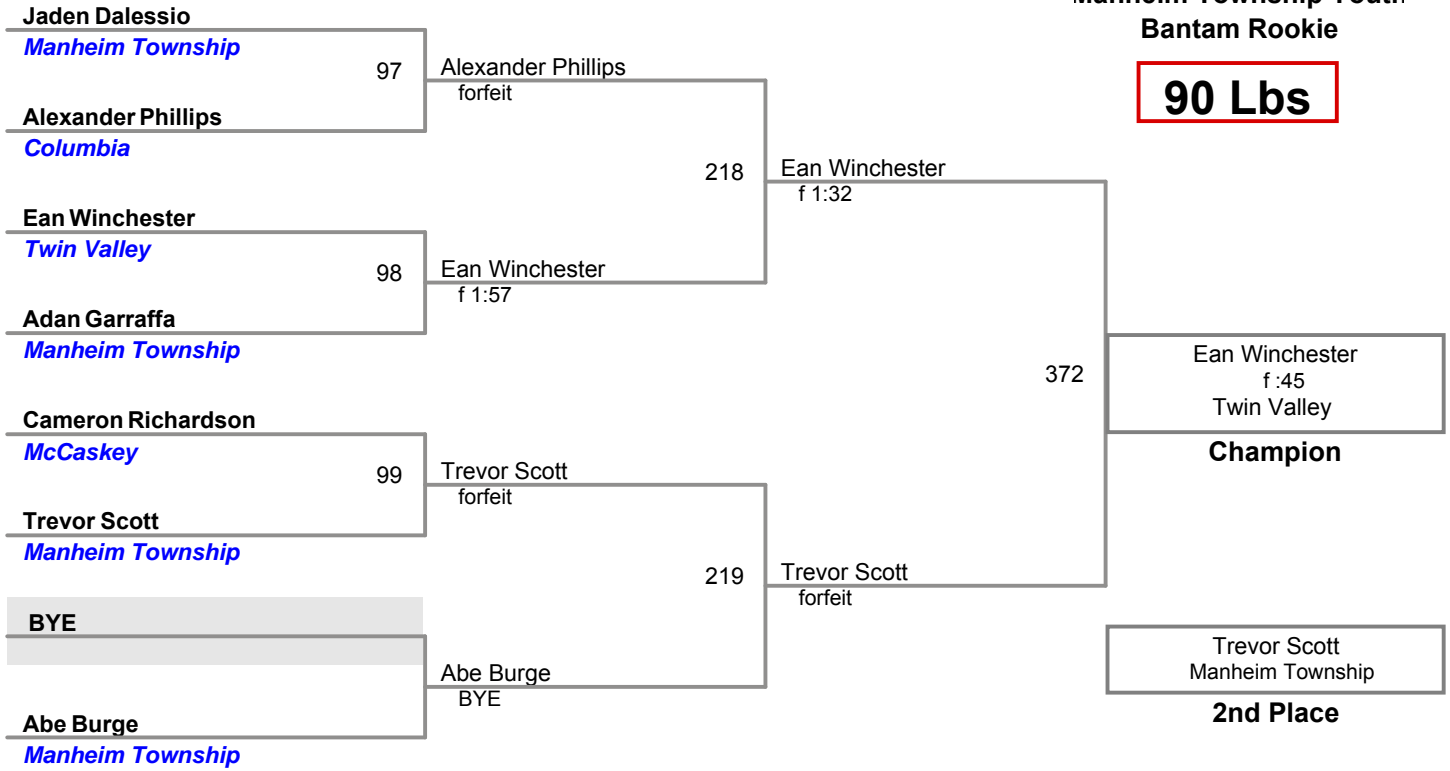 Manheim Township Youth
Bantam Rookie
90 Lbs
Jaden Dalessio
Manheim Township
97
Alexander Phillips
forfeit
Alexander Phillips
Columbia
218
Ean Winchester
f 1:32
Ean Winchester
Twin Valley
98
Ean Winchester
f 1:57
Adan Garraffa
Manheim Township
372
Ean Winchester
f :45
Twin Valley
Champion
Cameron Richardson
McCaskey
99
Trevor Scott
forfeit
Trevor Scott
Manheim Township
219
Trevor Scott
forfeit
BYE
Abe Burge
BYE
Abe Burge
Manheim Township
Trevor Scott
Manheim Township
2nd Place